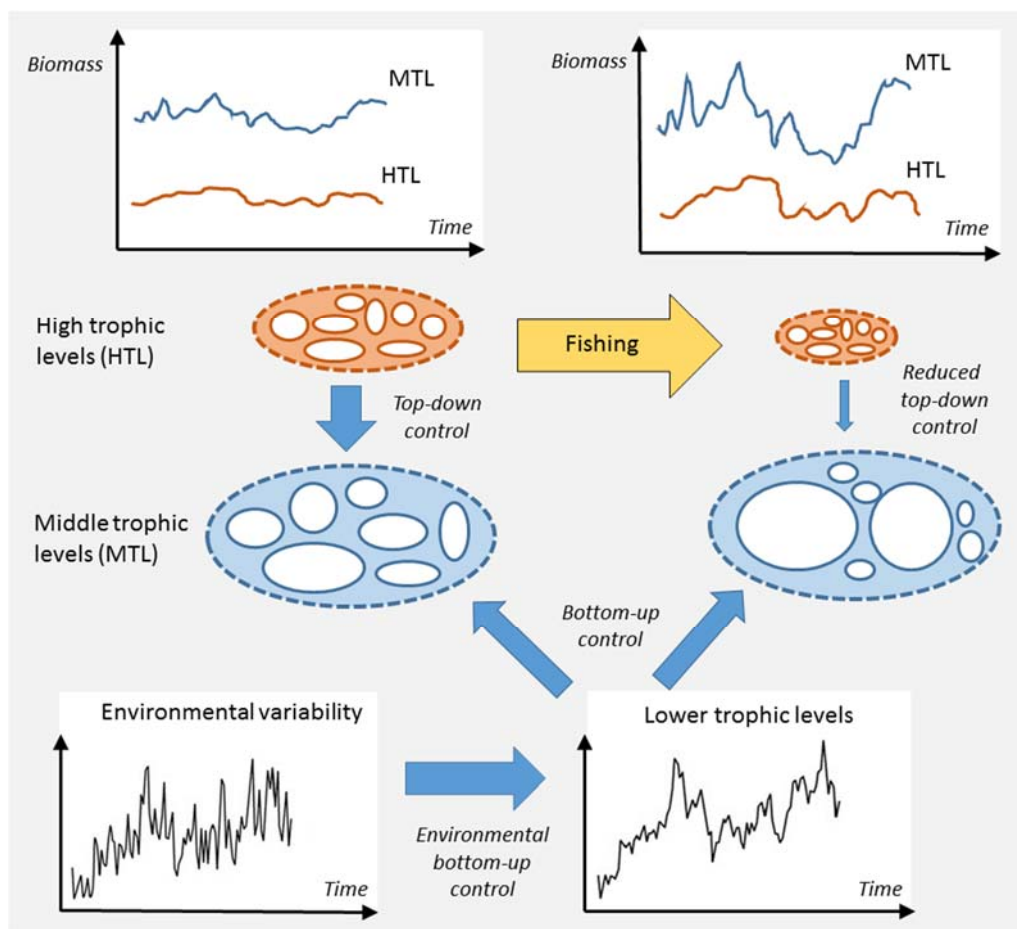 Biomass
MTL
HTL
Time
Biomass
MTL
HTL
Time
High trophic
levels (HTL)
Fishing
Top-down
control
Reduced
top-down
control
Middle trophic
levels (MTL)
Bottom-up
control
Environmental variability
Time
Environmental
bottom-up
control
Lower trophic levels
Time